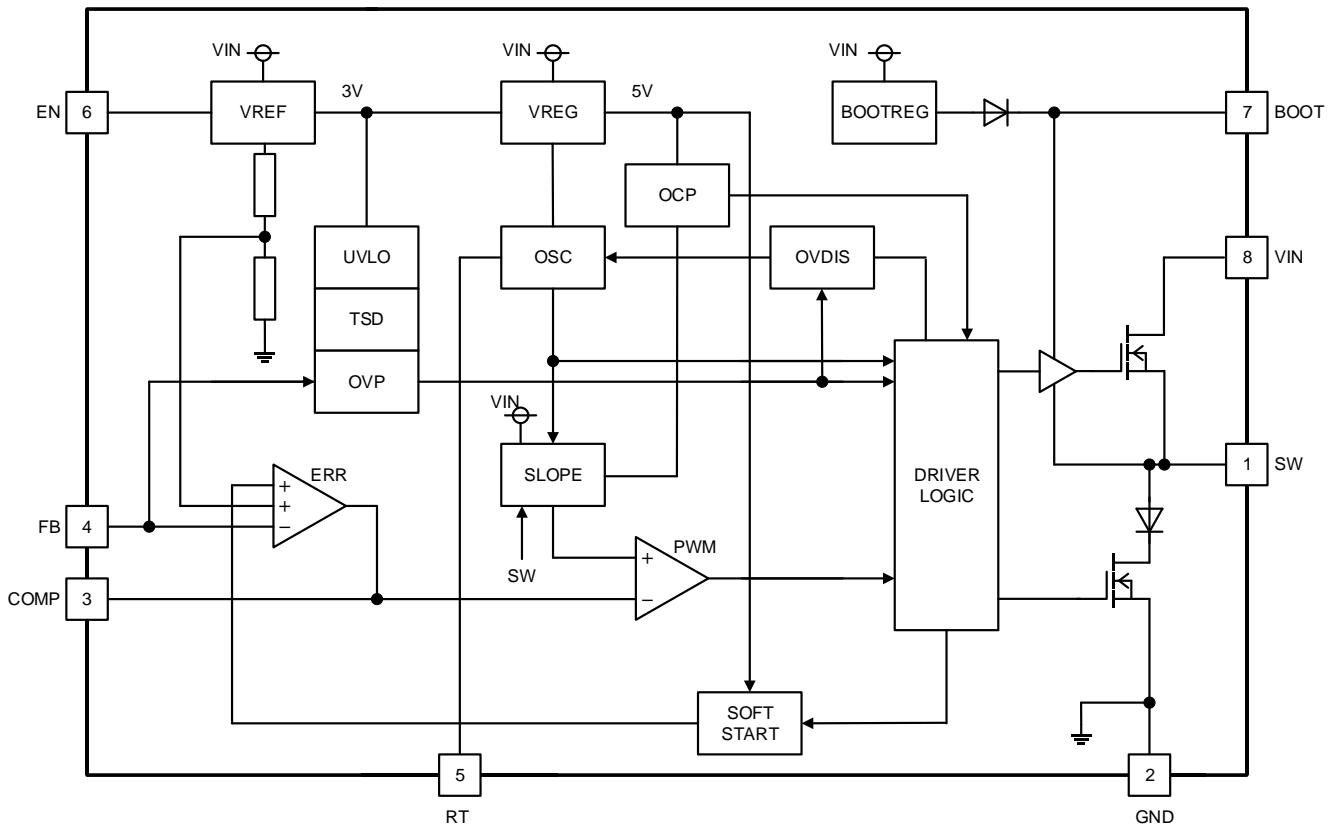 VIN
VIN
VIN
EN
6
VREF
3V
VREG
5V
BOOTREG
7
BOOT
OCP
UVLO
OSC
OVDIS
8
VIN
TSD
OVP
VIN
ERR
+
+
−
SLOPE
DRIVER
LOGIC
1
SW
FB
4
SW
PWM
+
−
COMP
3
SOFT
START
5
RT
2
GND